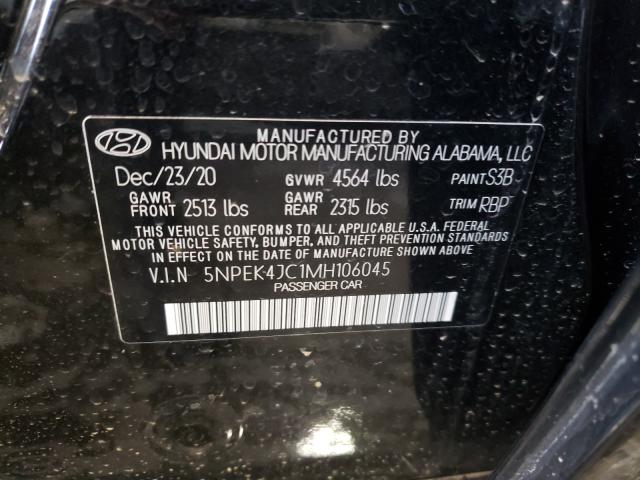 MANUFACTURED BY
HYUNDAI MOTOR MANUFACTURING ALABAMA, LLC
Dec/23/20 GVWR 4564 lbs PAINT S3B
GAWR FRONT 2513 lbs GAWR REAR 2315 lbs TRIM RBP
THIS VEHICLE CONFORMS TO ALL APPLICABLE U.S.A. FEDERAL
MOTOR VEHICLE SAFETY, BUMPER, AND THEFT PREVENTION STANDARDS
IN EFFECT ON THE DATE OF MANUFACTURE SHOWN ABOVE
V.I.N 5NPEK4JC1MH106045
PASSENGER CAR